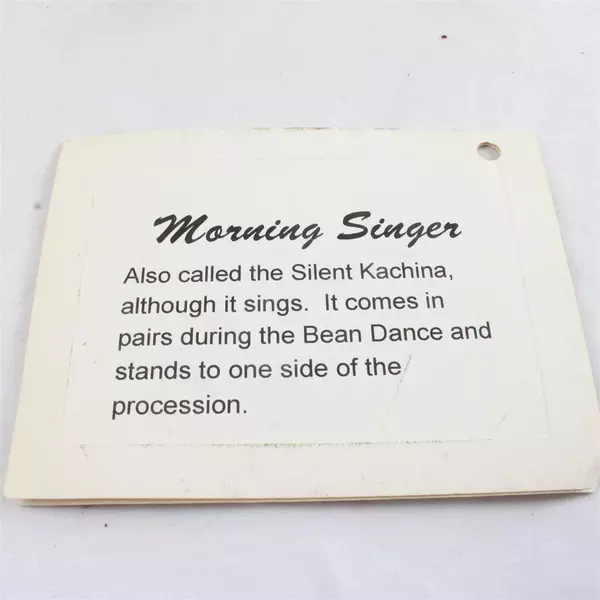 Morning Singer
Also called the Silent Kachina,
although it sings.  It comes in
pairs during the Bean Dance and
stands to one side of the
procession.